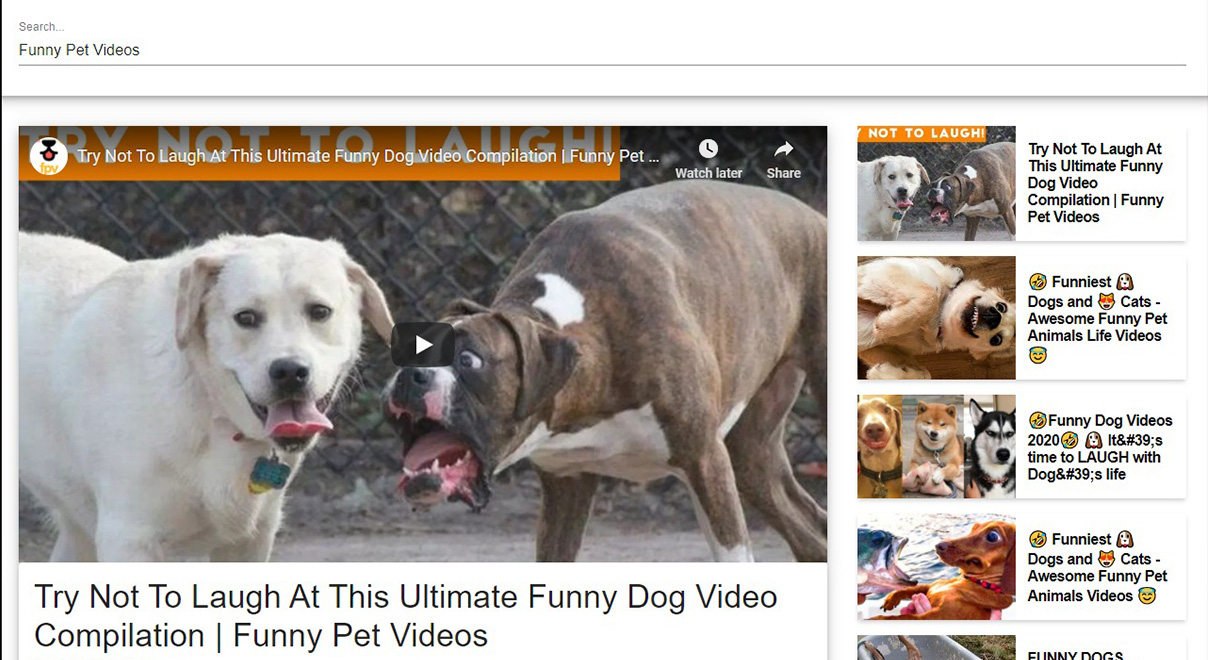 Search...
Funny Pet Videos
TRY NOT TO LAUGH!
fpv
Try Not To Laugh At This Ultimate Funny Dog Video Compilation | Funny Pet ...
Watch later
Share
Try Not To Laugh At This Ultimate Funny Dog Video
Compilation | Funny Pet Videos
Y NOT TO LAUGH!
Try Not To Laugh At
This Ultimate Funny
Dog Video
Compilation | Funny
Pet Videos
🤣 Funniest 🐶
Dogs and 😻 Cats -
Awesome Funny Pet
Animals Life Videos
😇
🤣Funny Dog Videos
2020🤣 🐶 It&#39;s
time to LAUGH with
Dog&#39;s life
🤣 Funniest 🐶
Dogs and 😻 Cats -
Awesome Funny Pet
Animals Videos 😇
FUNNY DOGS